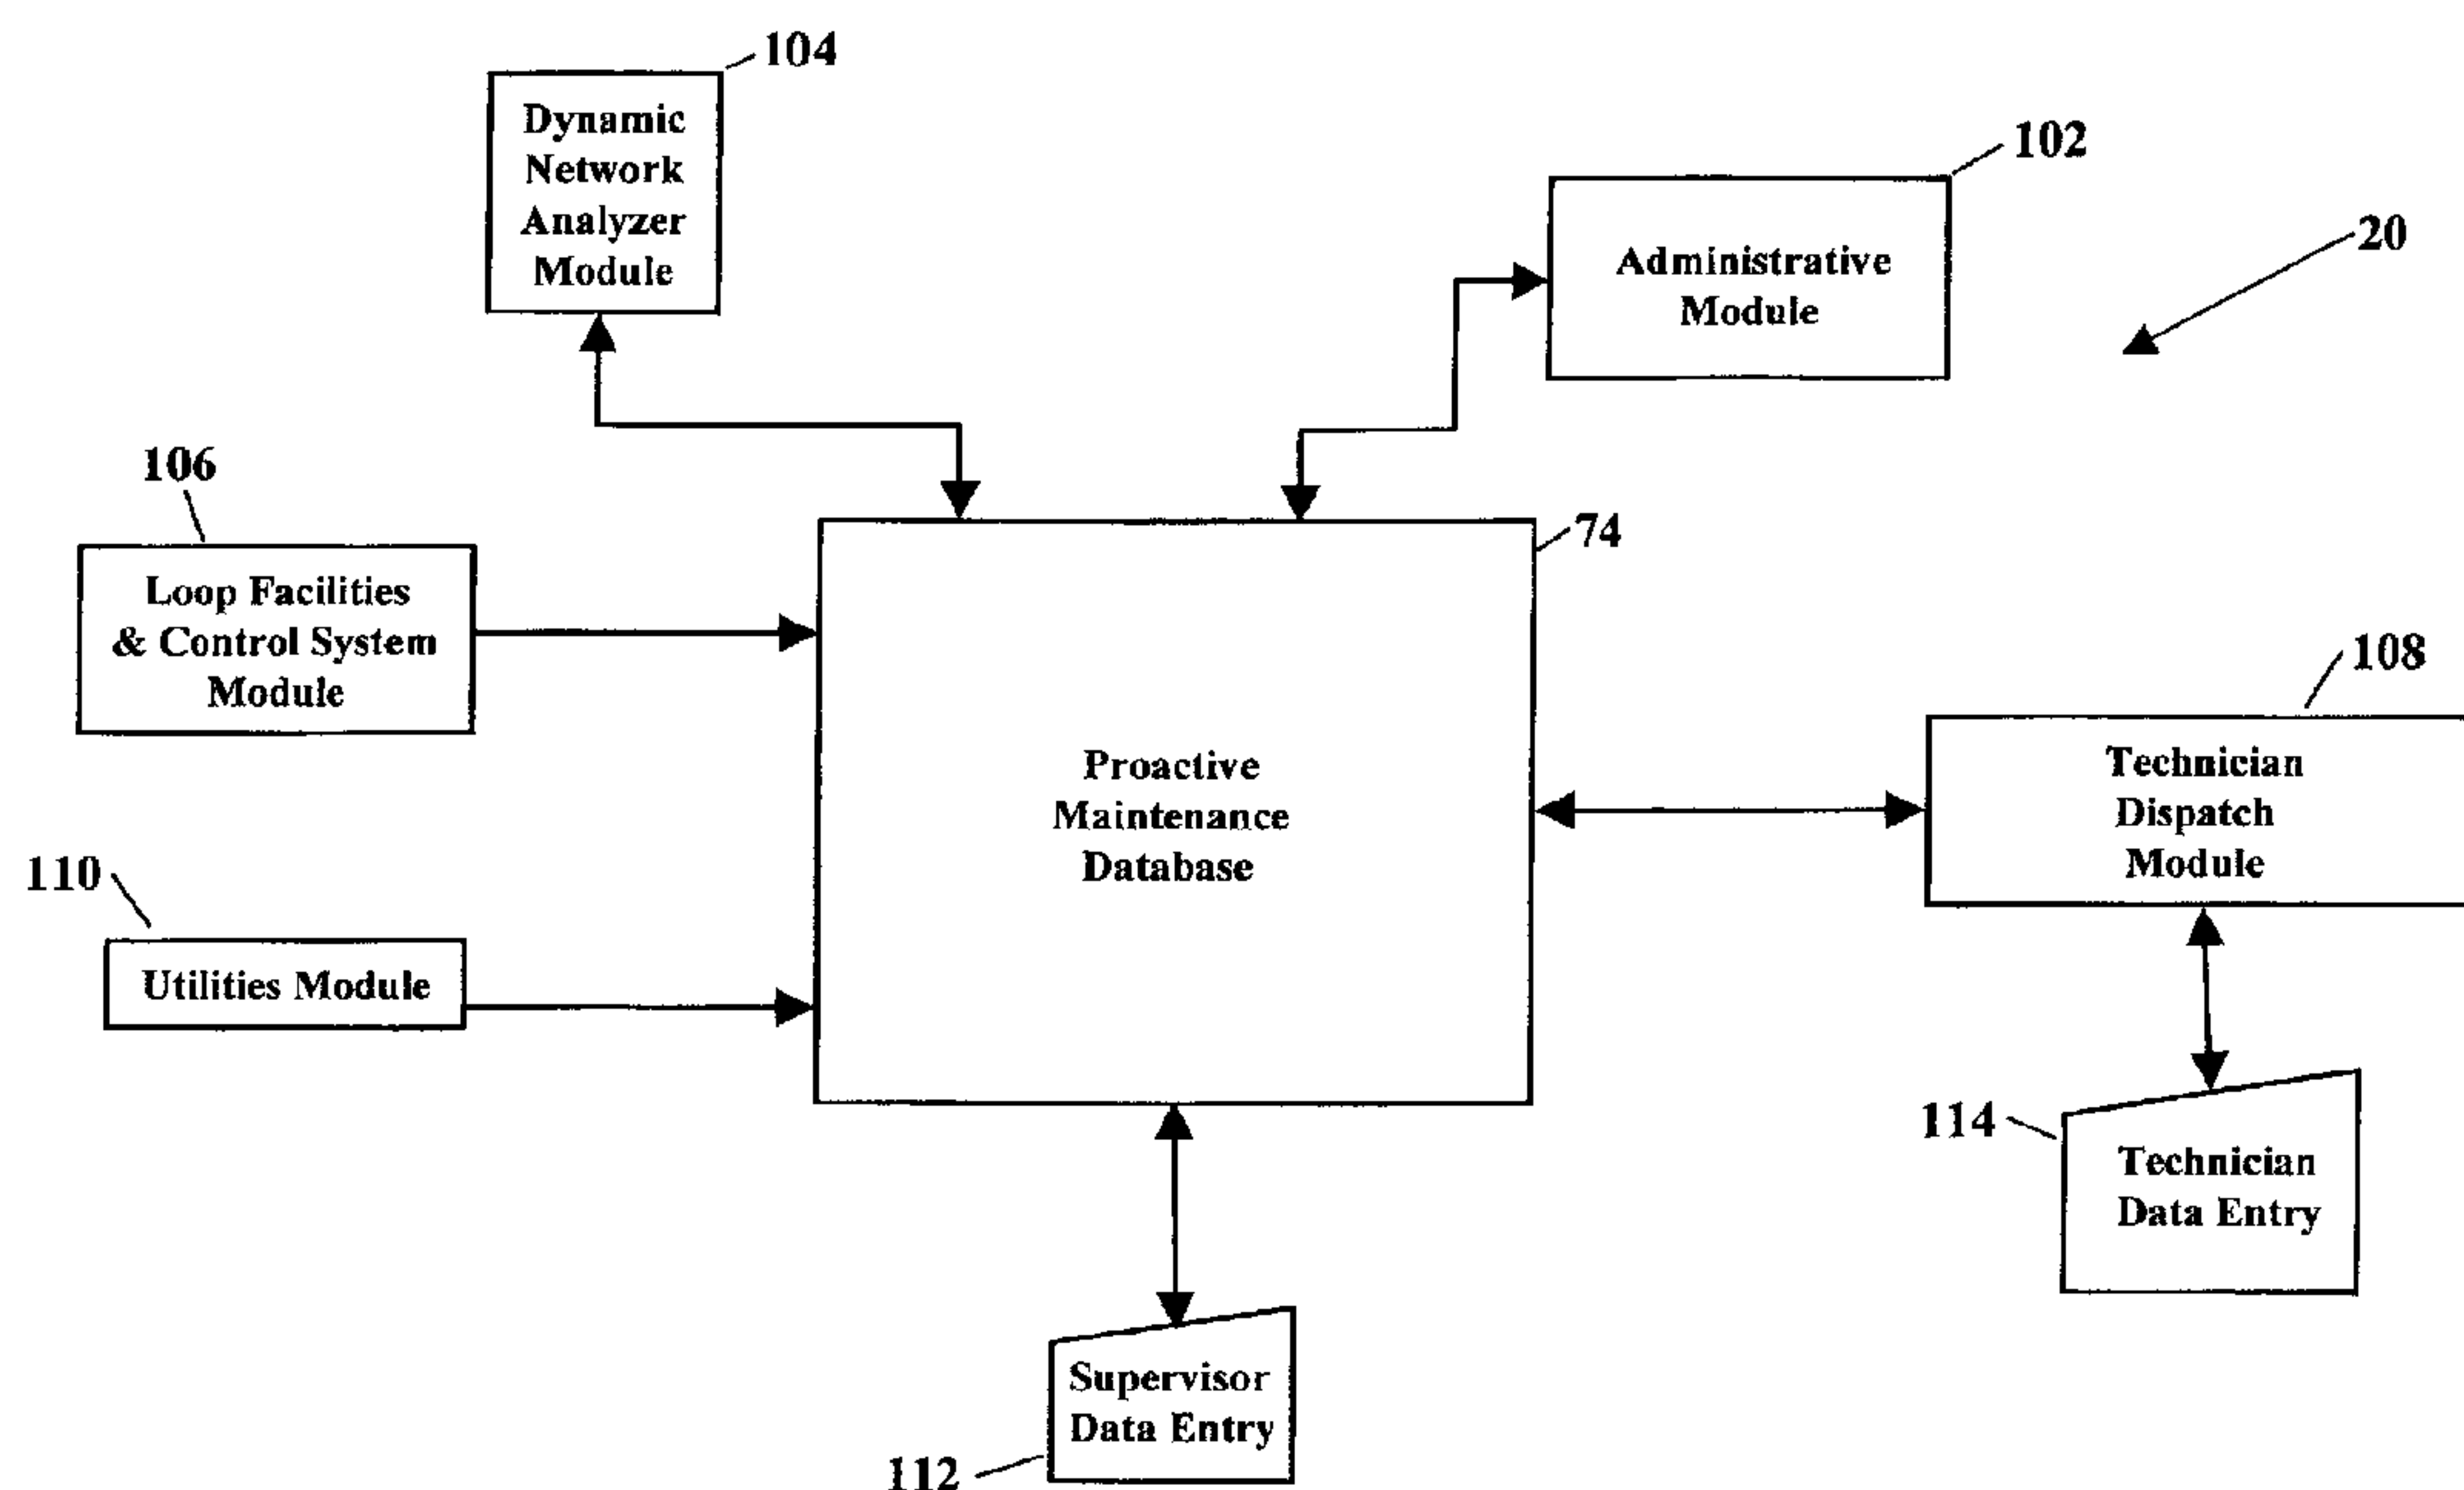 104
Dynamic
Network
Analyzer
Module
102
Administrative
Module
20
106
Loop Facilities
& Control System
Module
74
Proactive
Maintenance
Database
108
Technician
Dispatch
Module
110
Utilities Module
114
Technician
Data Entry
Supervisor
Data Entry
112